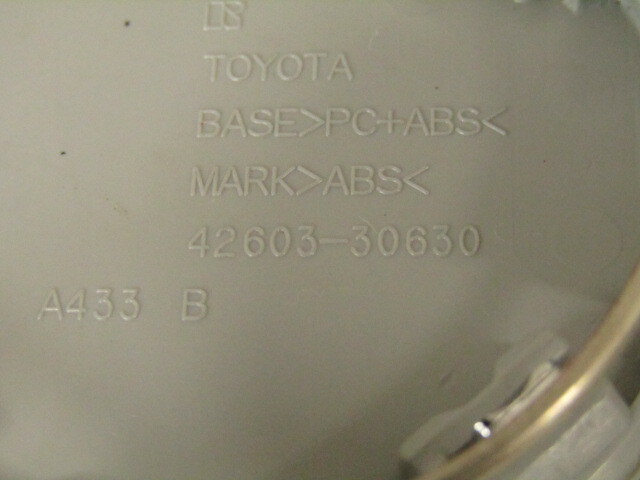 TOYOTA
BASE>PC+ABS<
MARK>ABS<
42603-30630
A433 B